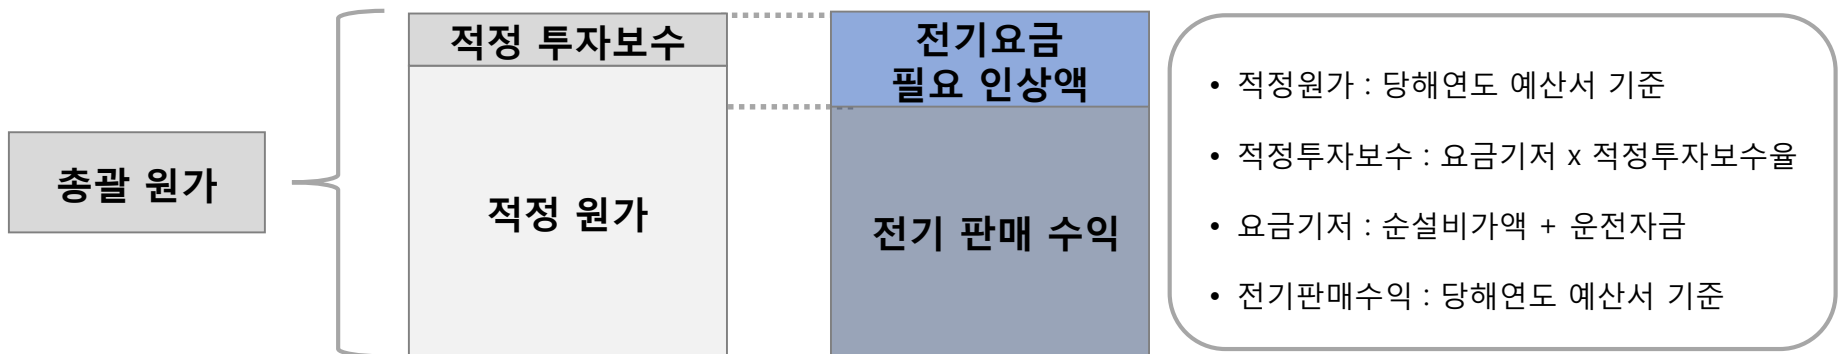 총괄 원가
적정 투자보수
적정 원가
전기요금
필요 인상액
전기 판매 수익
• 적정원가 : 당해연도 예산서 기준
• 적정투자보수 : 요금기저 x 적정투자보수율
• 요금기저 : 순설비가액 + 운전자금
• 전기판매수익 : 당해연도 예산서 기준